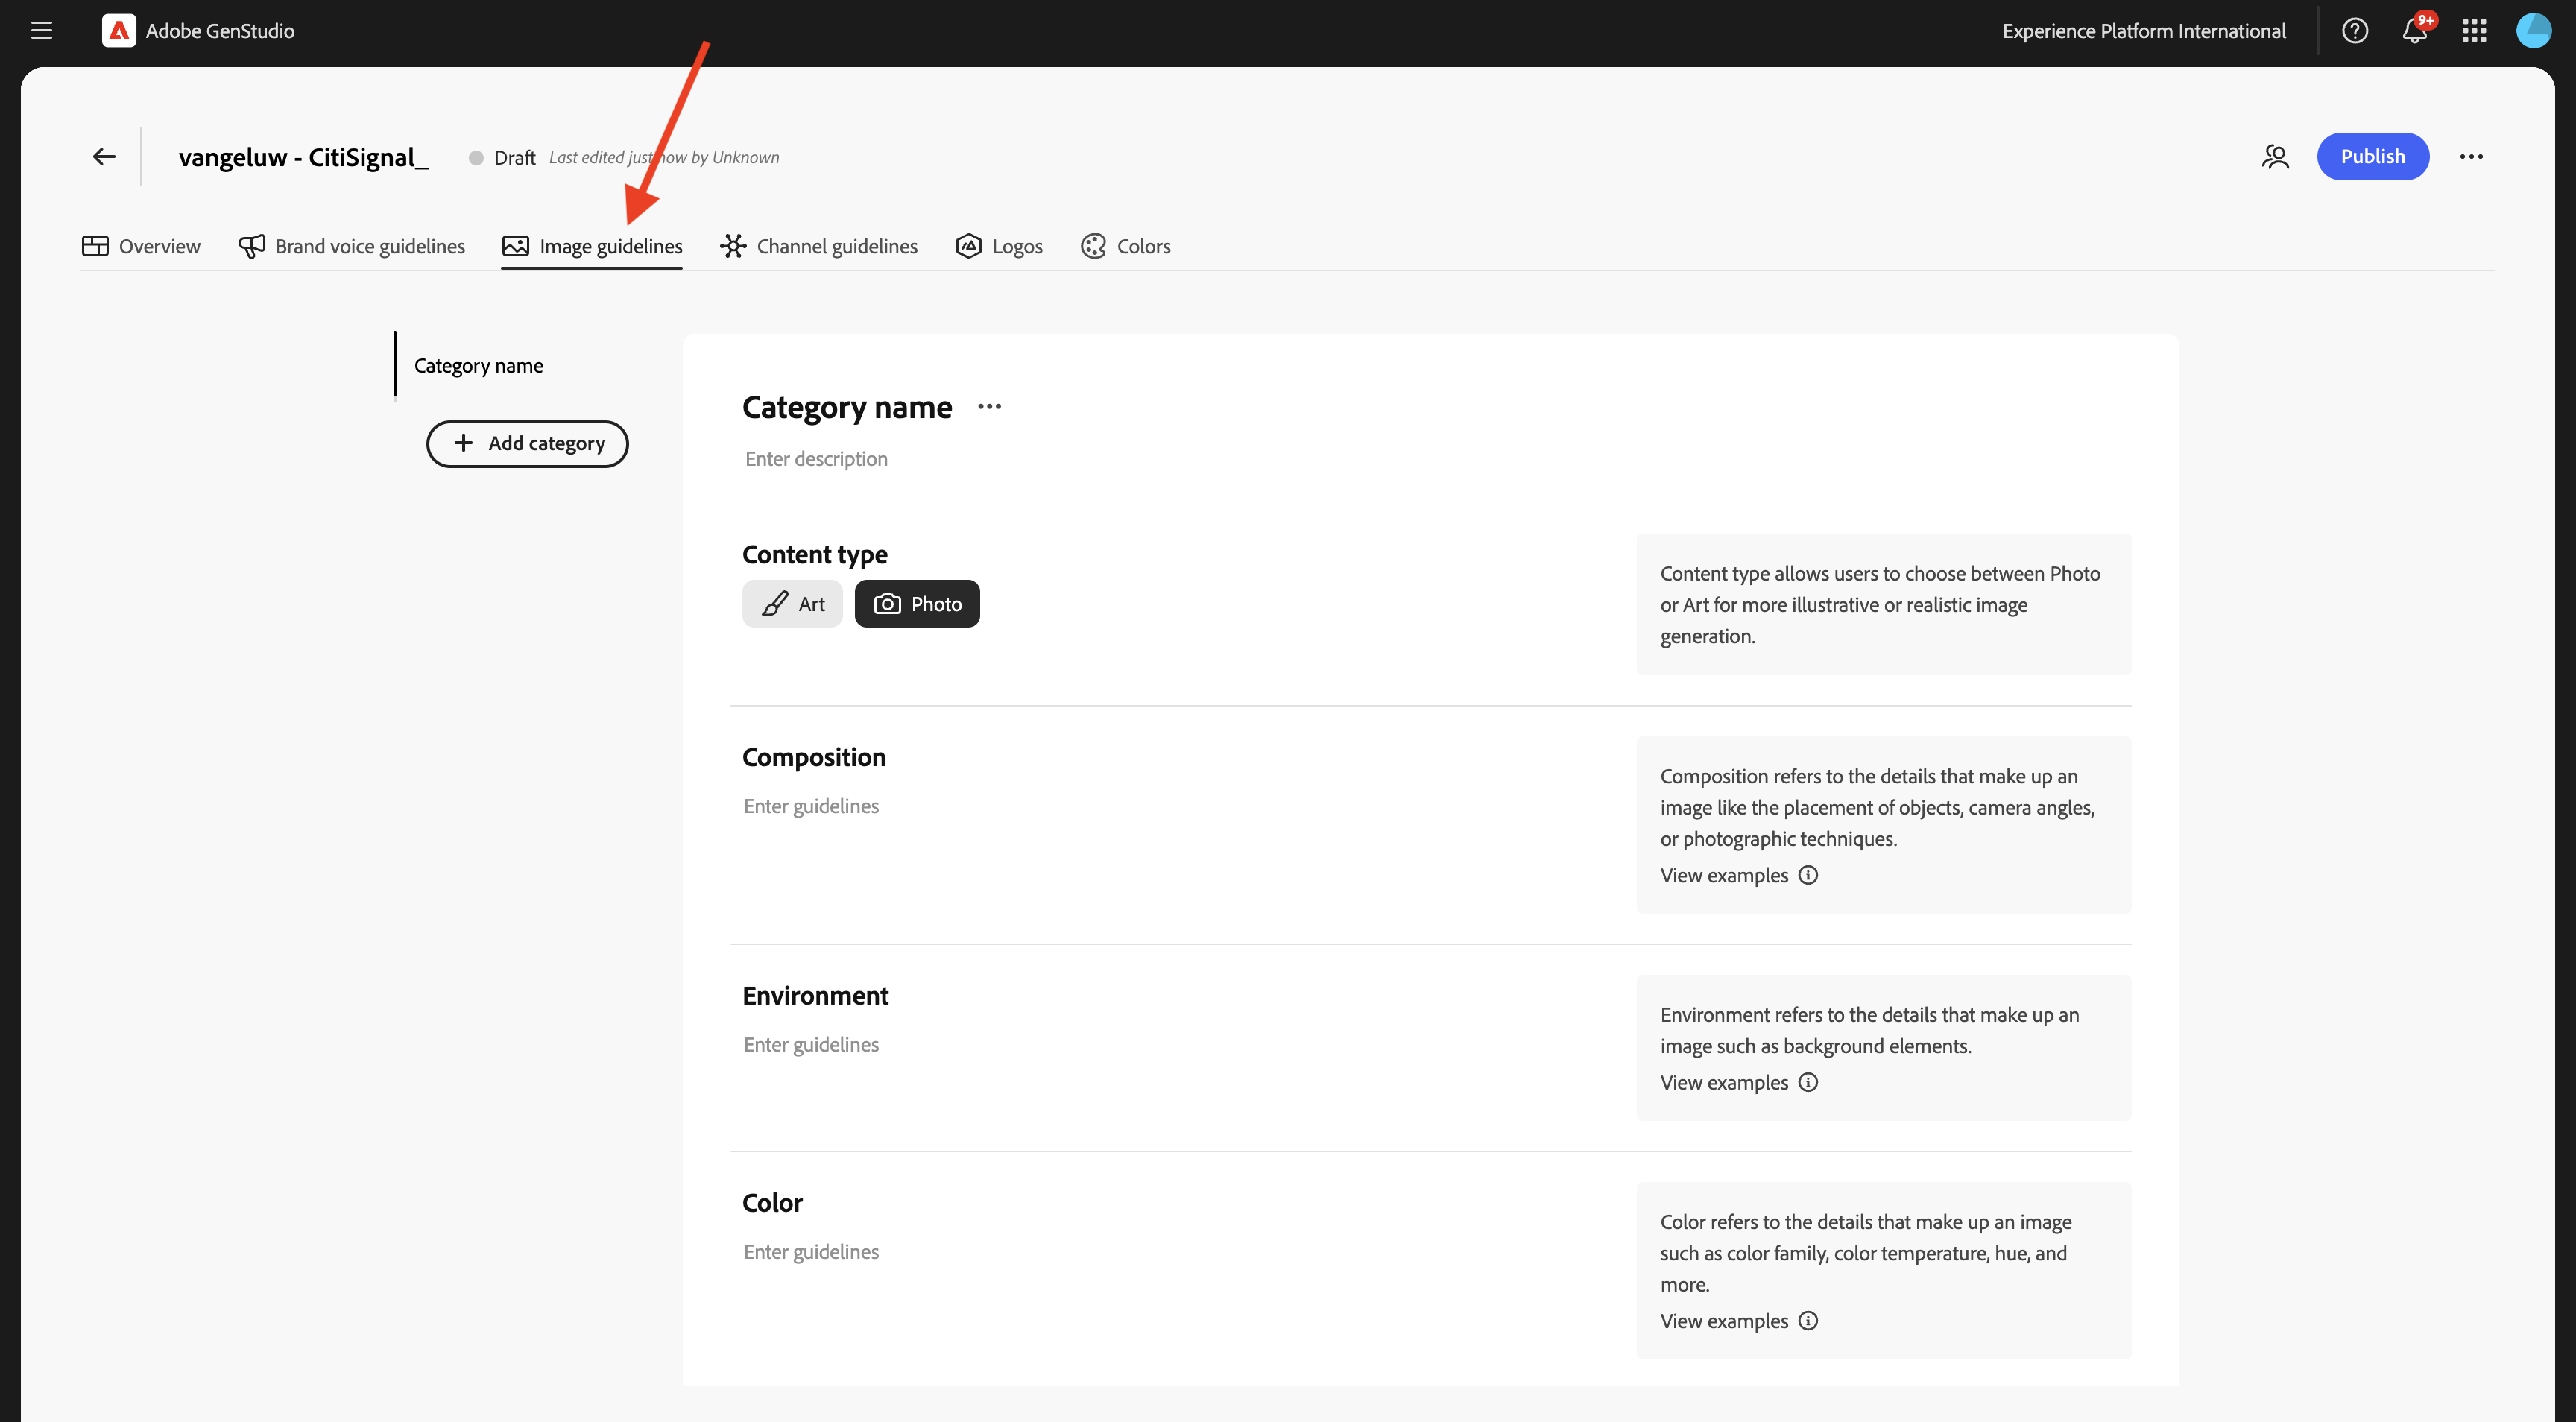 Adobe GenStudio
Experience Platform International
9+
vangeluw - CitiSignal_
Draft
Last edited just now by Unknown
Publish
Overview
Brand voice guidelines
Image guidelines
Channel guidelines
Logos
Colors
Category name
Add category
Category name
Enter description
Content type
Art
Photo
Content type allows users to choose between Photo
or Art for more illustrative or realistic image
generation.
Composition
Enter guidelines
Composition refers to the details that make up an
image like the placement of objects, camera angles,
or photographic techniques.
View examples
Environment
Enter guidelines
Environment refers to the details that make up an
image such as background elements.
View examples
Color
Enter guidelines
Color refers to the details that make up an image
such as color family, color temperature, hue, and
more.
View examples